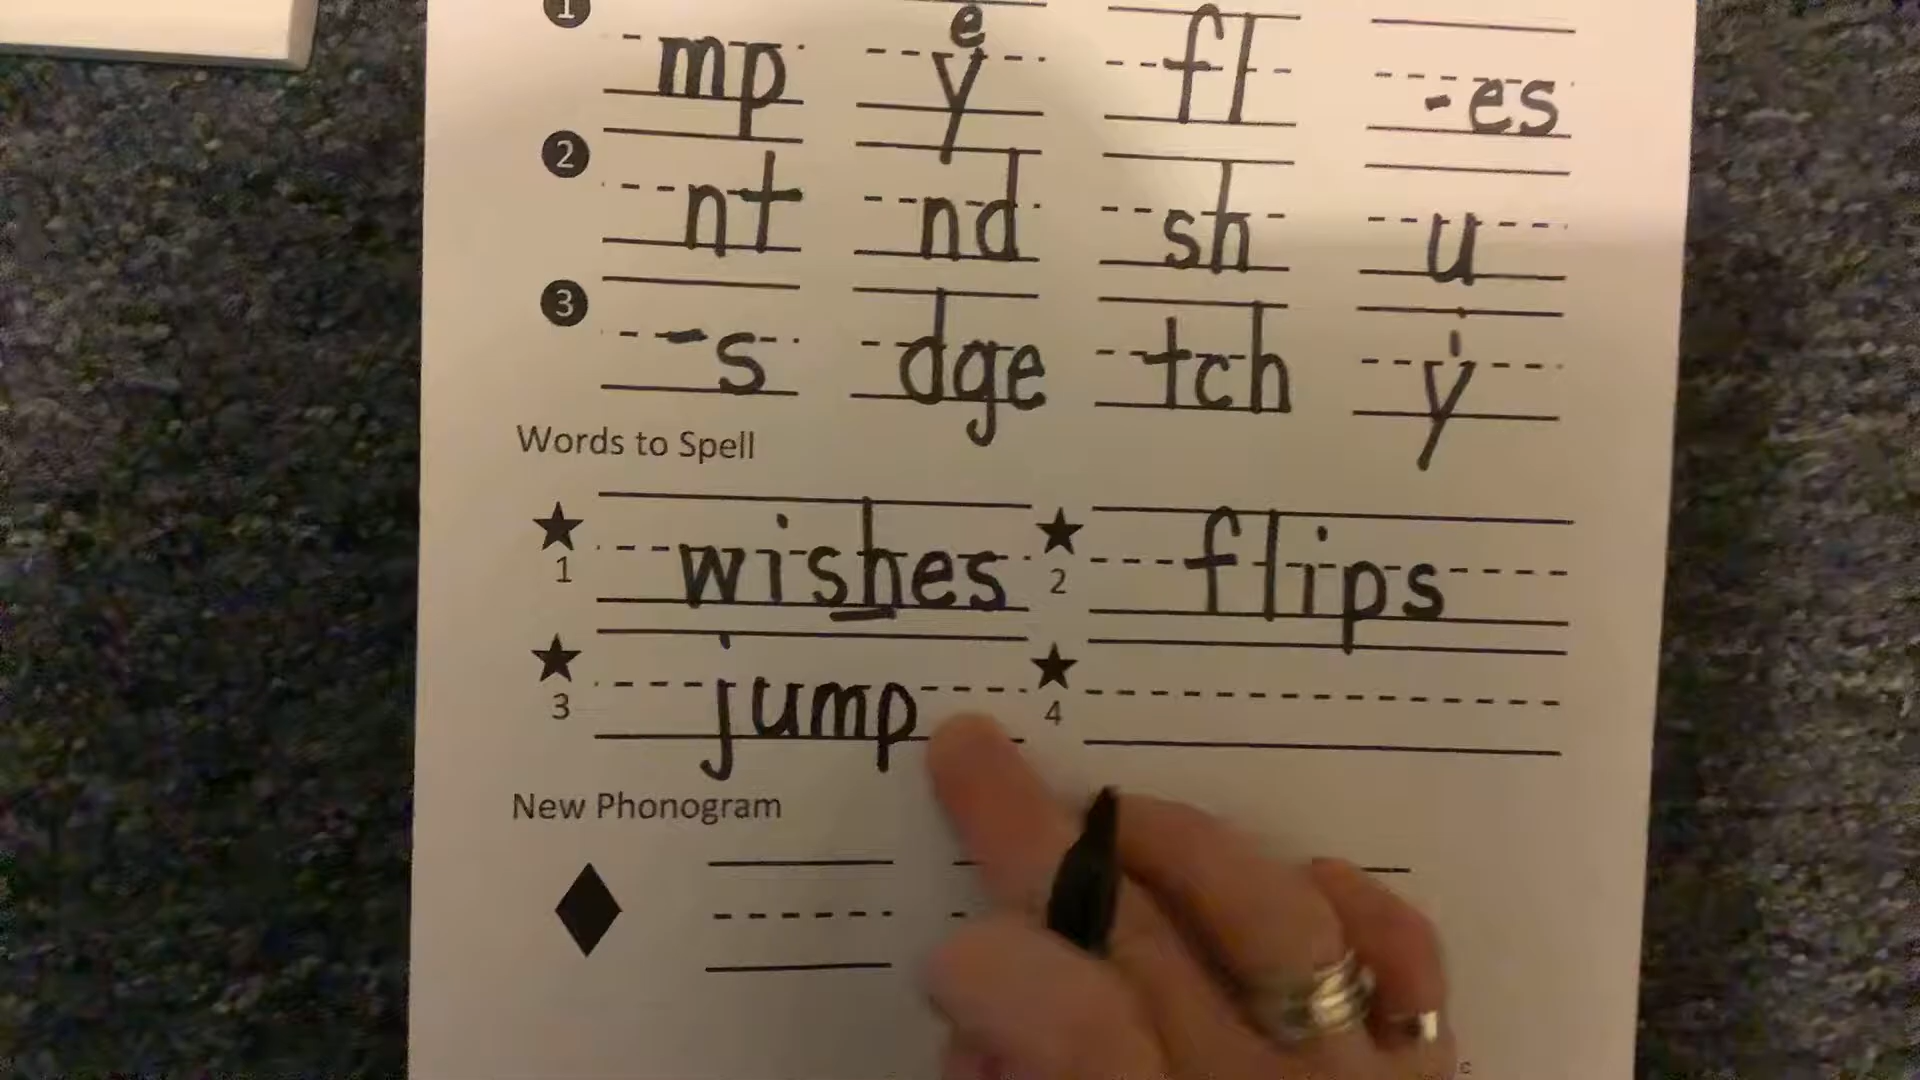 1 mp y e fl -es
2 nt nd sh u
3 -s dge tch y
Words to Spell
1 wishes 2 flips
3 jump 4
New Phonogram
c